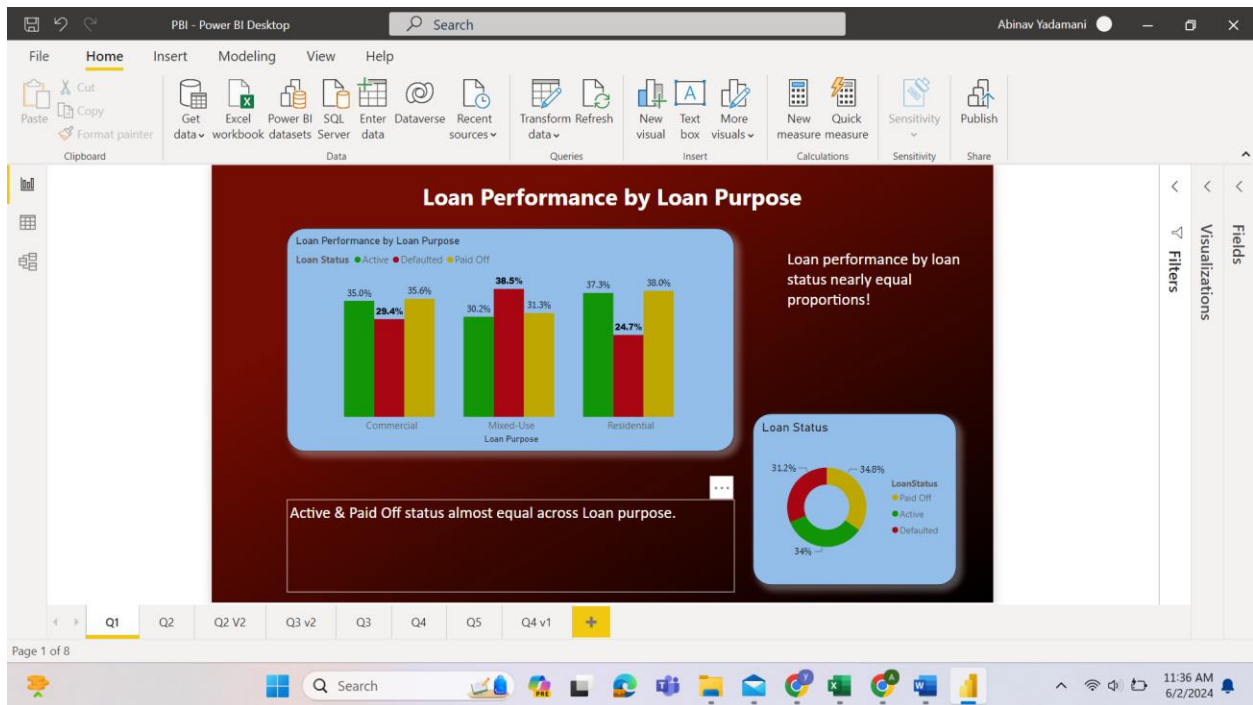 PBI - Power BI Desktop
Search
Abinav Yadamani
File Home Insert Modeling View Help
Paste
Cut
Copy
Format painter
Get data
Excel workbook
Power BI datasets
SQL Server
Enter data
Dataverse
Recent sources
Transform data
Refresh
New visual
Text box
More visuals
New measure
Quick measure
Sensitivity
Publish
Clipboard
Data
Queries
Insert
Calculations
Sensitivity
Share
Loan Performance by Loan Purpose
Loan Performance by Loan Purpose
Loan Status Active Defaulted Paid Off
35.0% 29.4% 35.6%
30.2% 38.5% 31.3%
37.3% 24.7% 38.0%
Commercial Mixed-Use Residential
Loan Purpose
Loan performance by loan
status nearly equal
proportions!
Active & Paid Off status almost equal across Loan purpose.
Loan Status
31.2% 34.8%
34%
LoanStatus
Paid Off
Active
Defaulted
Filters
Visualizations
Fields
Q1 Q2 Q2 V2 Q3 v2 Q3 Q4 Q5 Q4 v1
Page 1 of 8
Search
PRE
11:36 AM
6/2/2024